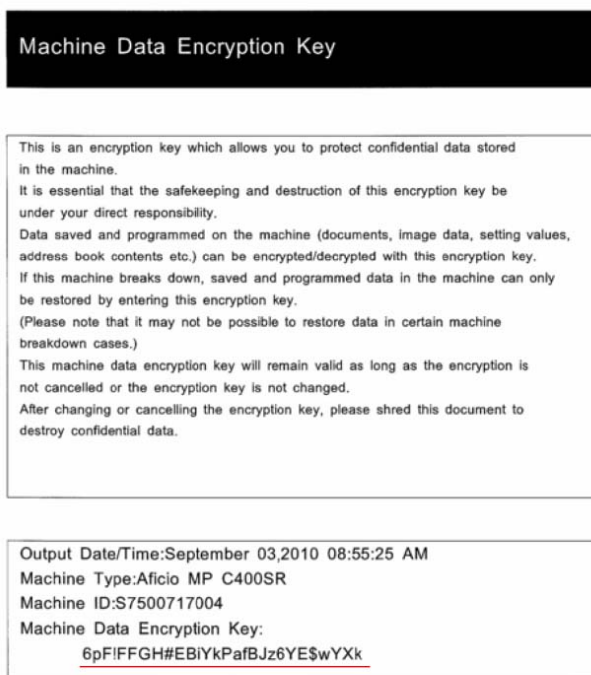 Machine Data Encryption Key
This is an encryption key which allows you to protect confidential data stored
in the machine.
It is essential that the safekeeping and destruction of this encryption key be
under your direct responsibility.
Data saved and programmed on the machine (documents, image data, setting values,
address book contents etc.) can be encrypted/decrypted with this encryption key.
If this machine breaks down, saved and programmed data in the machine can only
be restored by entering this encryption key.
(Please note that it may not be possible to restore data in certain machine
breakdown cases.)
This machine data encryption key will remain valid as long as the encryption is
not cancelled or the encryption key is not changed.
After changing or cancelling the encryption key, please shred this document to
destroy confidential data.
Output Date/Time:September 03,2010 08:55:25 AM
Machine Type:Aficio MP C400SR
Machine ID:S7500717004
Machine Data Encryption Key:
6pF!FFGH#EBiYkPafBJz6YE$wYXk